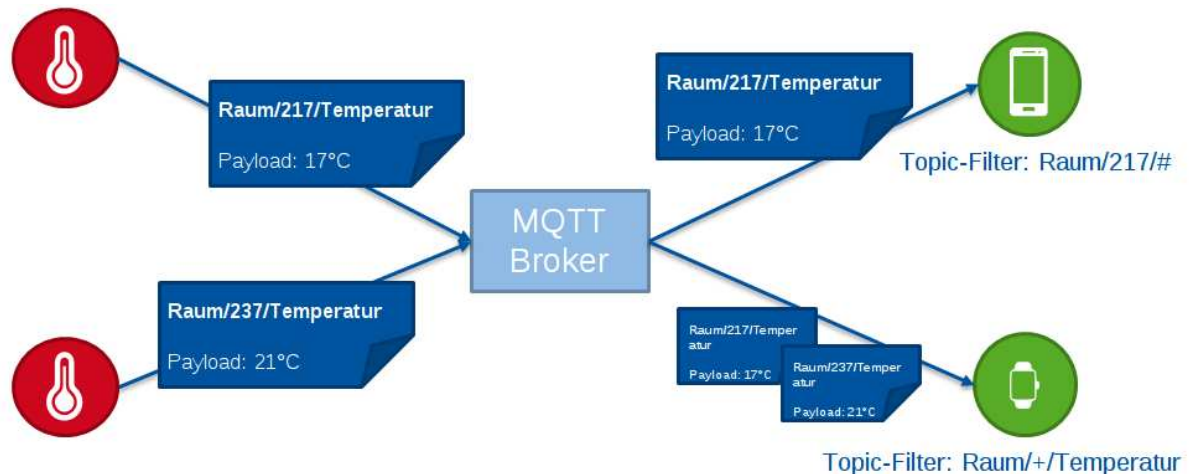 Raum/217/Temperatur
Payload: 17°C
Raum/217/Temperatur
Payload: 17°C
Topic-Filter: Raum/217/#
MQTT
Broker
Raum/237/Temperatur
Payload: 21°C
Raum/217/Temper
atur
Payload: 17°C
Raum/237/Temper
atur
Payload: 21°C
Topic-Filter: Raum/+/Temperatur